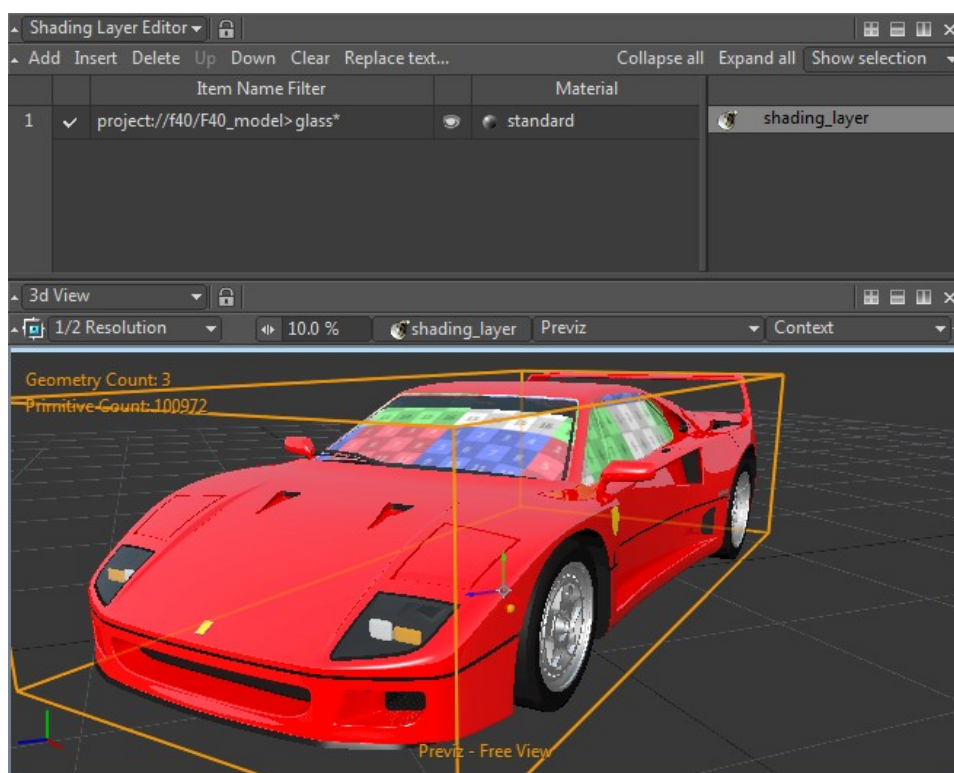 Shading Layer Editor
Add Insert Delete Up Down Clear Replace text... Collapse all Expand all Show selection
Item Name Filter Material
1 project://f40/F40_model>glass* standard shading_layer
3d View
1/2 Resolution 10.0 % shading_layer Previz Context
Geometry Count: 3
Primitive Count: 100972
Previz - Free View